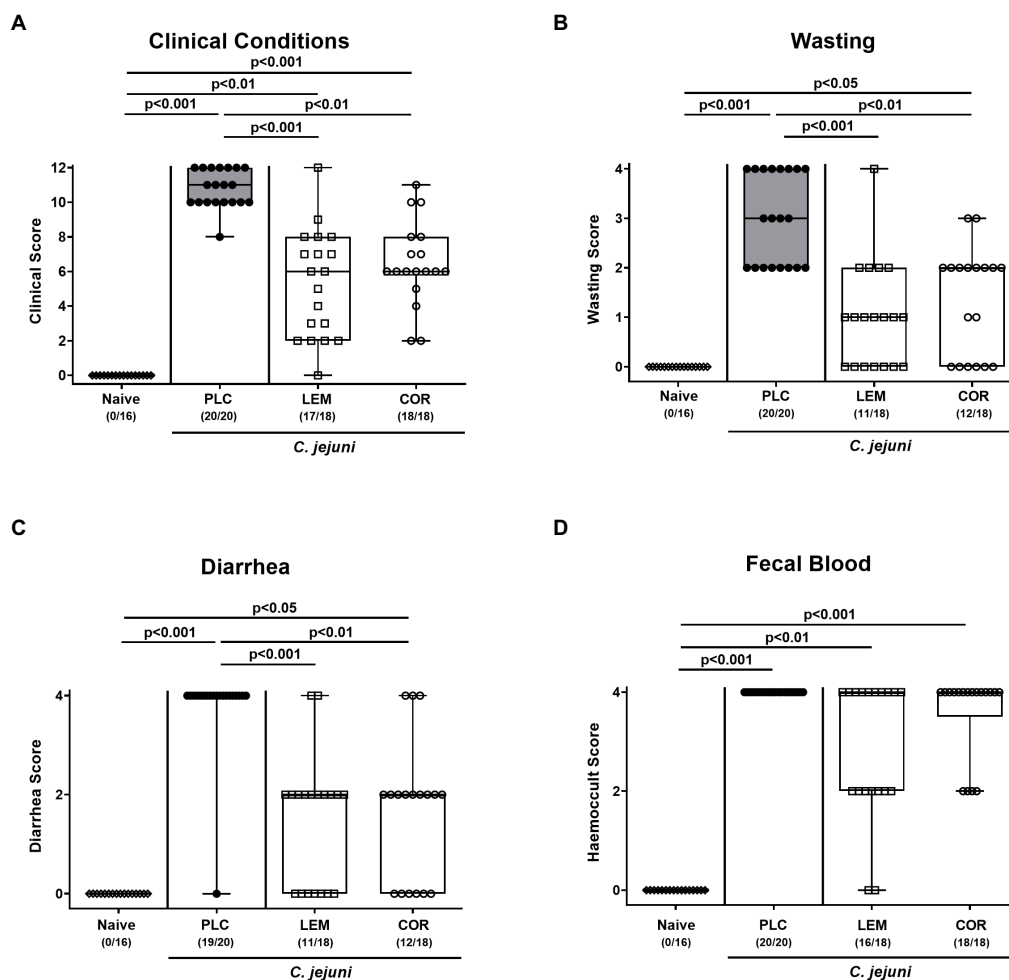 A
Clinical Conditions
p<0.001
p<0.01
p<0.001 p<0.01
p<0.001
Clinical Score
12
10
8
6
4
2
0
Naive PLC LEM COR
(0/16) (20/20) (17/18) (18/18)
C. jejuni
B
Wasting
p<0.05
p<0.001 p<0.01
p<0.001
Wasting Score
4
3
2
1
0
Naive PLC LEM COR
(0/16) (20/20) (11/18) (12/18)
C. jejuni
C
Diarrhea
p<0.05
p<0.001 p<0.01
p<0.001
Diarrhea Score
4
2
0
Naive PLC LEM COR
(0/16) (19/20) (11/18) (12/18)
C. jejuni
D
Fecal Blood
p<0.001
p<0.01
p<0.001
Haemoccult Score
4
2
0
Naive PLC LEM COR
(0/16) (20/20) (16/18) (18/18)
C. jejuni